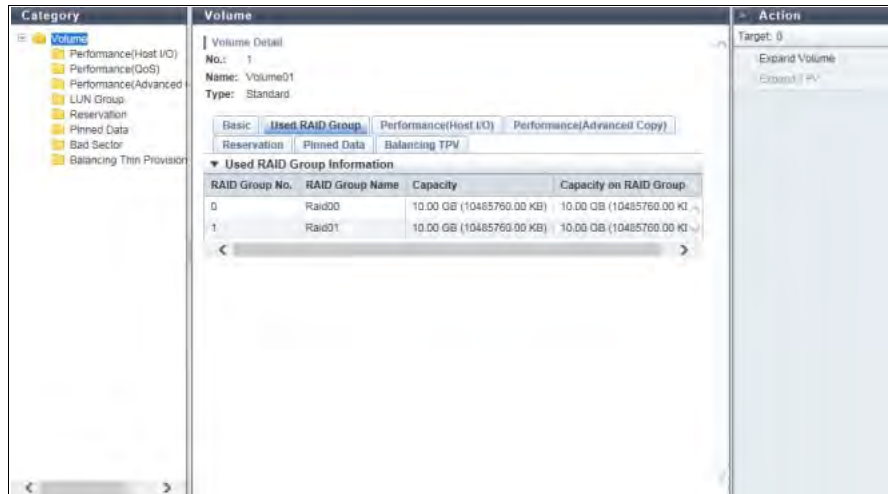 Category
Volume
Performance(Host I/O)
Performance(QoS)
Performance(Advanced
LUN Group
Reservation
Pinned Data
Bad Sector
Balancing Thin Provision
Volume
Volume Detail
No.: 1
Name: Volume01
Type: Standard
Basic Used RAID Group Performance(Host I/O) Performance(Advanced Copy)
Reservation Pinned Data Balancing TPV
Used RAID Group Information
RAID Group No. RAID Group Name Capacity Capacity on RAID Group
0 Raid00 10.00 GB (10485760.00 KB) 10.00 GB (10485760.00 KI
1 Raid01 10.00 GB (10485760.00 KB) 10.00 GB (10485760.00 KI
Action
Target: 0
Expand Volume
Expand TPV